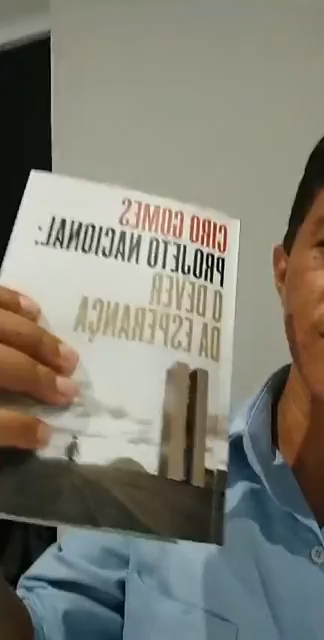 CIRO GOMES
PROJETO NACIONAL:
O DEVER
DA ESPERANÇA